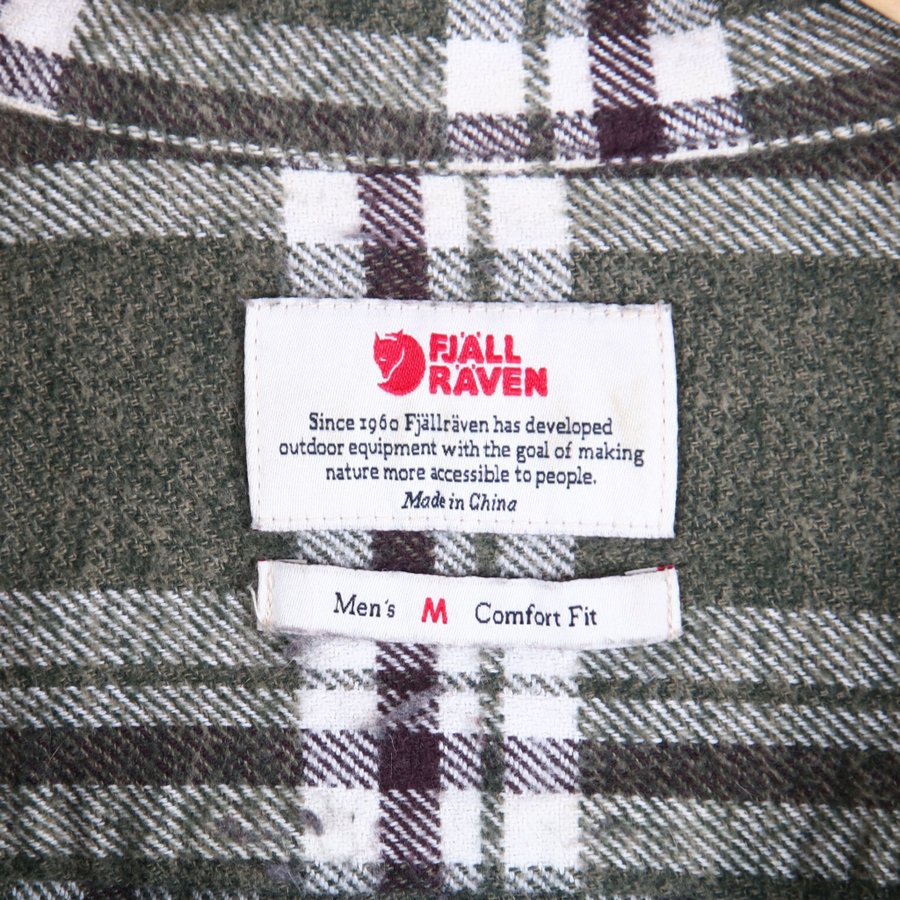 FJÄLL
RÄVEN
Since 1960 Fjällräven has developed
outdoor equipment with the goal of making
nature more accessible to people.
Made in China
Men's M Comfort Fit